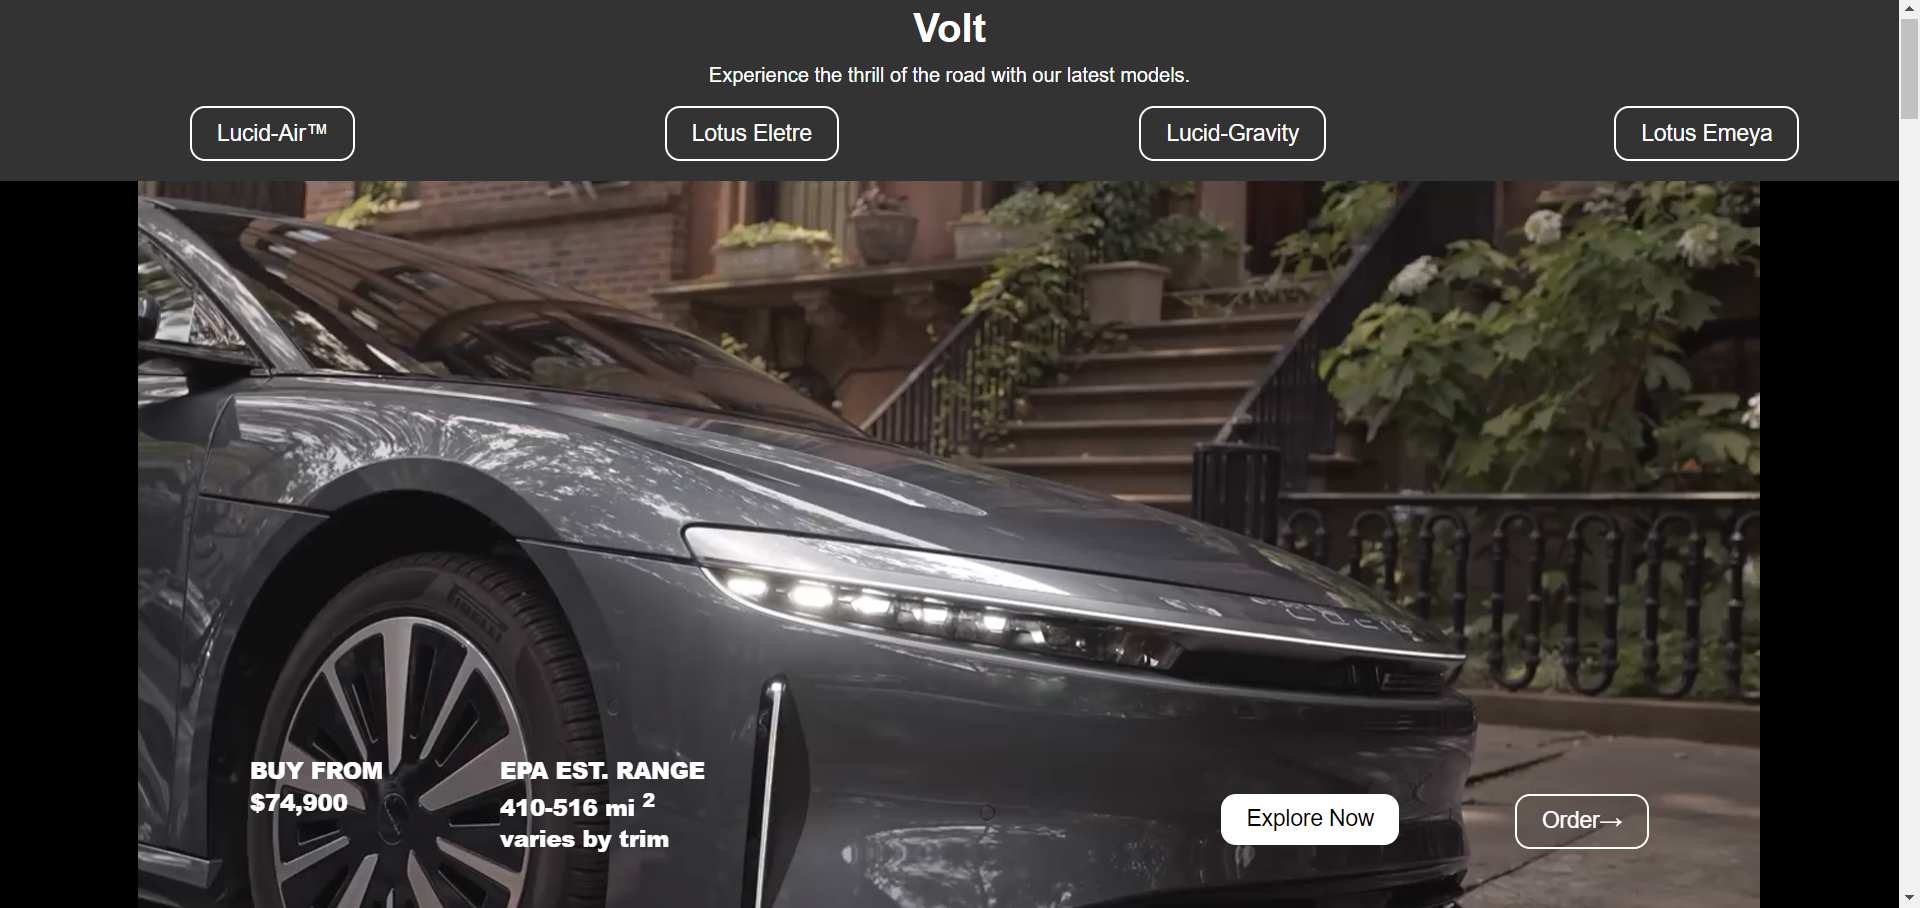 Volt
Experience the thrill of the road with our latest models.
Lucid-Air™
Lotus Eletre
Lucid-Gravity
Lotus Emeya
PIRELLI
BUY FROM
$74,900
EPA EST. RANGE
410-516 mi ²
varies by trim
Explore Now
Order→